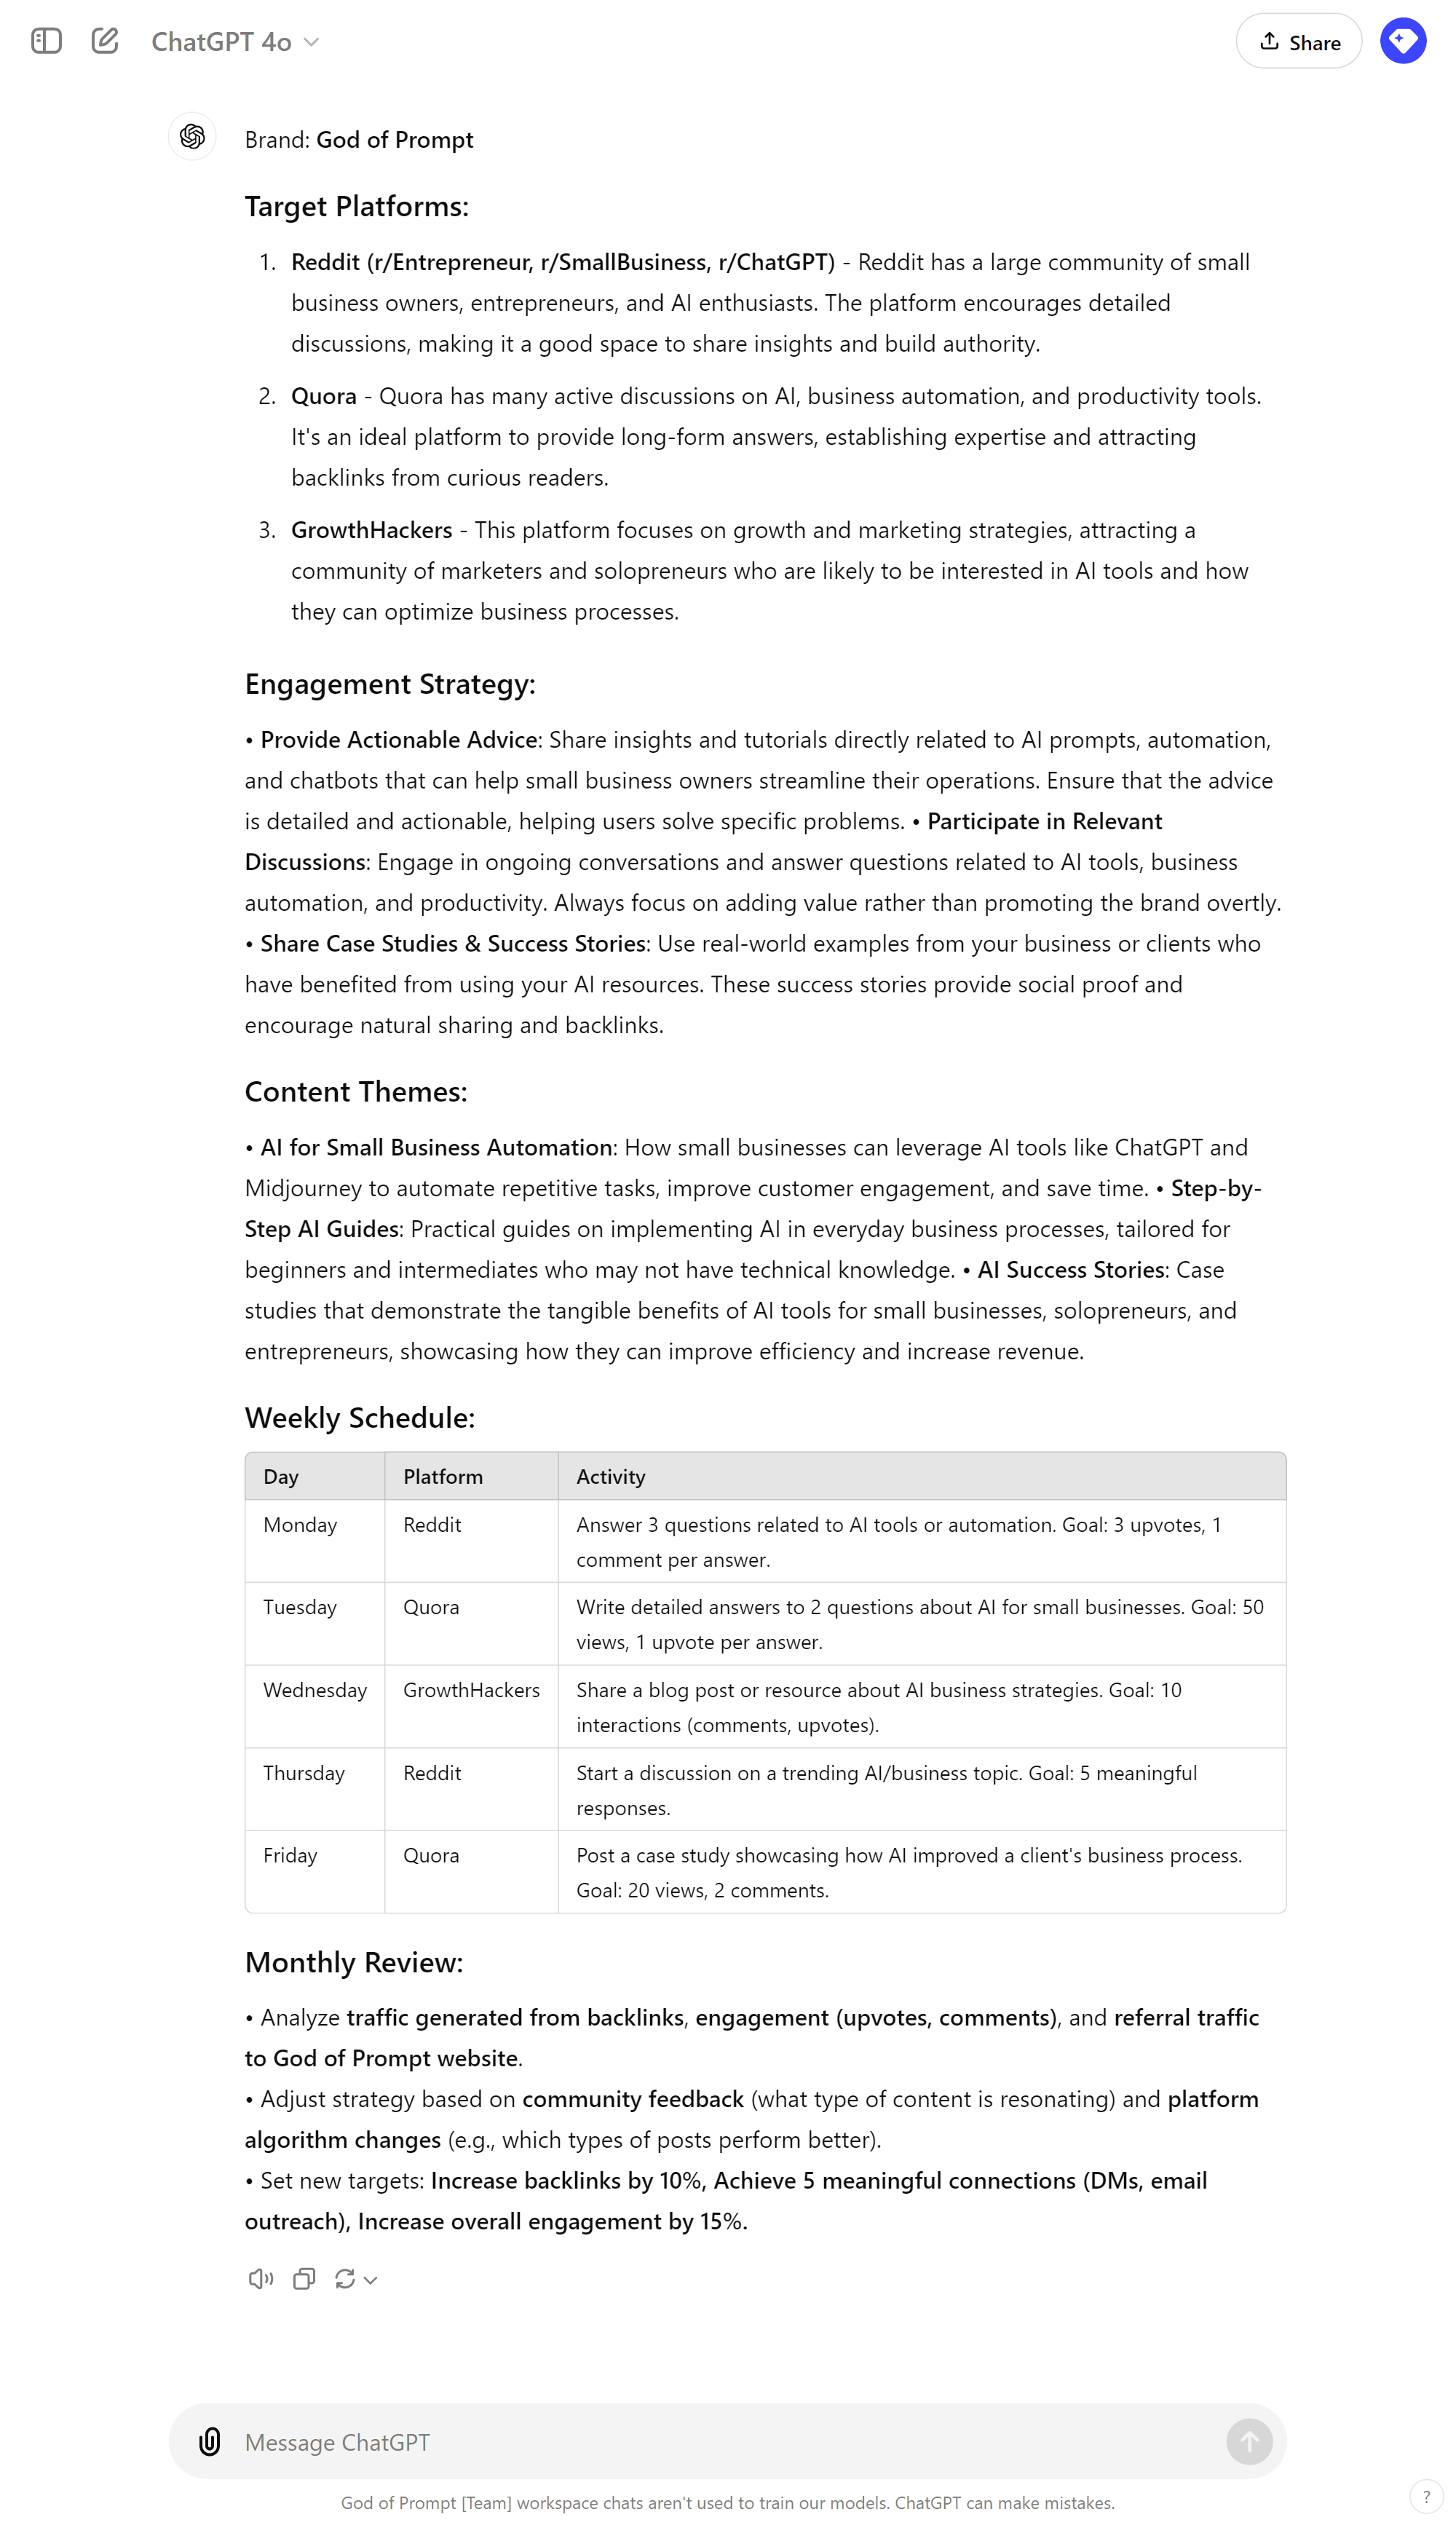 ChatGPT 4o
Share
Brand: God of Prompt
Target Platforms:
1. Reddit (r/Entrepreneur, r/SmallBusiness, r/ChatGPT) - Reddit has a large community of small
business owners, entrepreneurs, and AI enthusiasts. The platform encourages detailed
discussions, making it a good space to share insights and build authority.
2. Quora - Quora has many active discussions on AI, business automation, and productivity tools.
It's an ideal platform to provide long-form answers, establishing expertise and attracting
backlinks from curious readers.
3. GrowthHackers - This platform focuses on growth and marketing strategies, attracting a
community of marketers and solopreneurs who are likely to be interested in AI tools and how
they can optimize business processes.
Engagement Strategy:
• Provide Actionable Advice: Share insights and tutorials directly related to AI prompts, automation,
and chatbots that can help small business owners streamline their operations. Ensure that the advice
is detailed and actionable, helping users solve specific problems. • Participate in Relevant
Discussions: Engage in ongoing conversations and answer questions related to AI tools, business
automation, and productivity. Always focus on adding value rather than promoting the brand overtly.
• Share Case Studies & Success Stories: Use real-world examples from your business or clients who
have benefited from using your AI resources. These success stories provide social proof and
encourage natural sharing and backlinks.
Content Themes:
• AI for Small Business Automation: How small businesses can leverage AI tools like ChatGPT and
Midjourney to automate repetitive tasks, improve customer engagement, and save time. • Step-by-
Step AI Guides: Practical guides on implementing AI in everyday business processes, tailored for
beginners and intermediates who may not have technical knowledge. • AI Success Stories: Case
studies that demonstrate the tangible benefits of AI tools for small businesses, solopreneurs, and
entrepreneurs, showcasing how they can improve efficiency and increase revenue.
Weekly Schedule:
Day Platform Activity
Monday Reddit Answer 3 questions related to AI tools or automation. Goal: 3 upvotes, 1
comment per answer.
Tuesday Quora Write detailed answers to 2 questions about AI for small businesses. Goal: 50
views, 1 upvote per answer.
Wednesday GrowthHackers Share a blog post or resource about AI business strategies. Goal: 10
interactions (comments, upvotes).
Thursday Reddit Start a discussion on a trending AI/business topic. Goal: 5 meaningful
responses.
Friday Quora Post a case study showcasing how AI improved a client's business process.
Goal: 20 views, 2 comments.
Monthly Review:
• Analyze traffic generated from backlinks, engagement (upvotes, comments), and referral traffic
to God of Prompt website.
• Adjust strategy based on community feedback (what type of content is resonating) and platform
algorithm changes (e.g., which types of posts perform better).
• Set new targets: Increase backlinks by 10%, Achieve 5 meaningful connections (DMs, email
outreach), Increase overall engagement by 15%.
Message ChatGPT
God of Prompt [Team] workspace chats aren't used to train our models. ChatGPT can make mistakes.
?